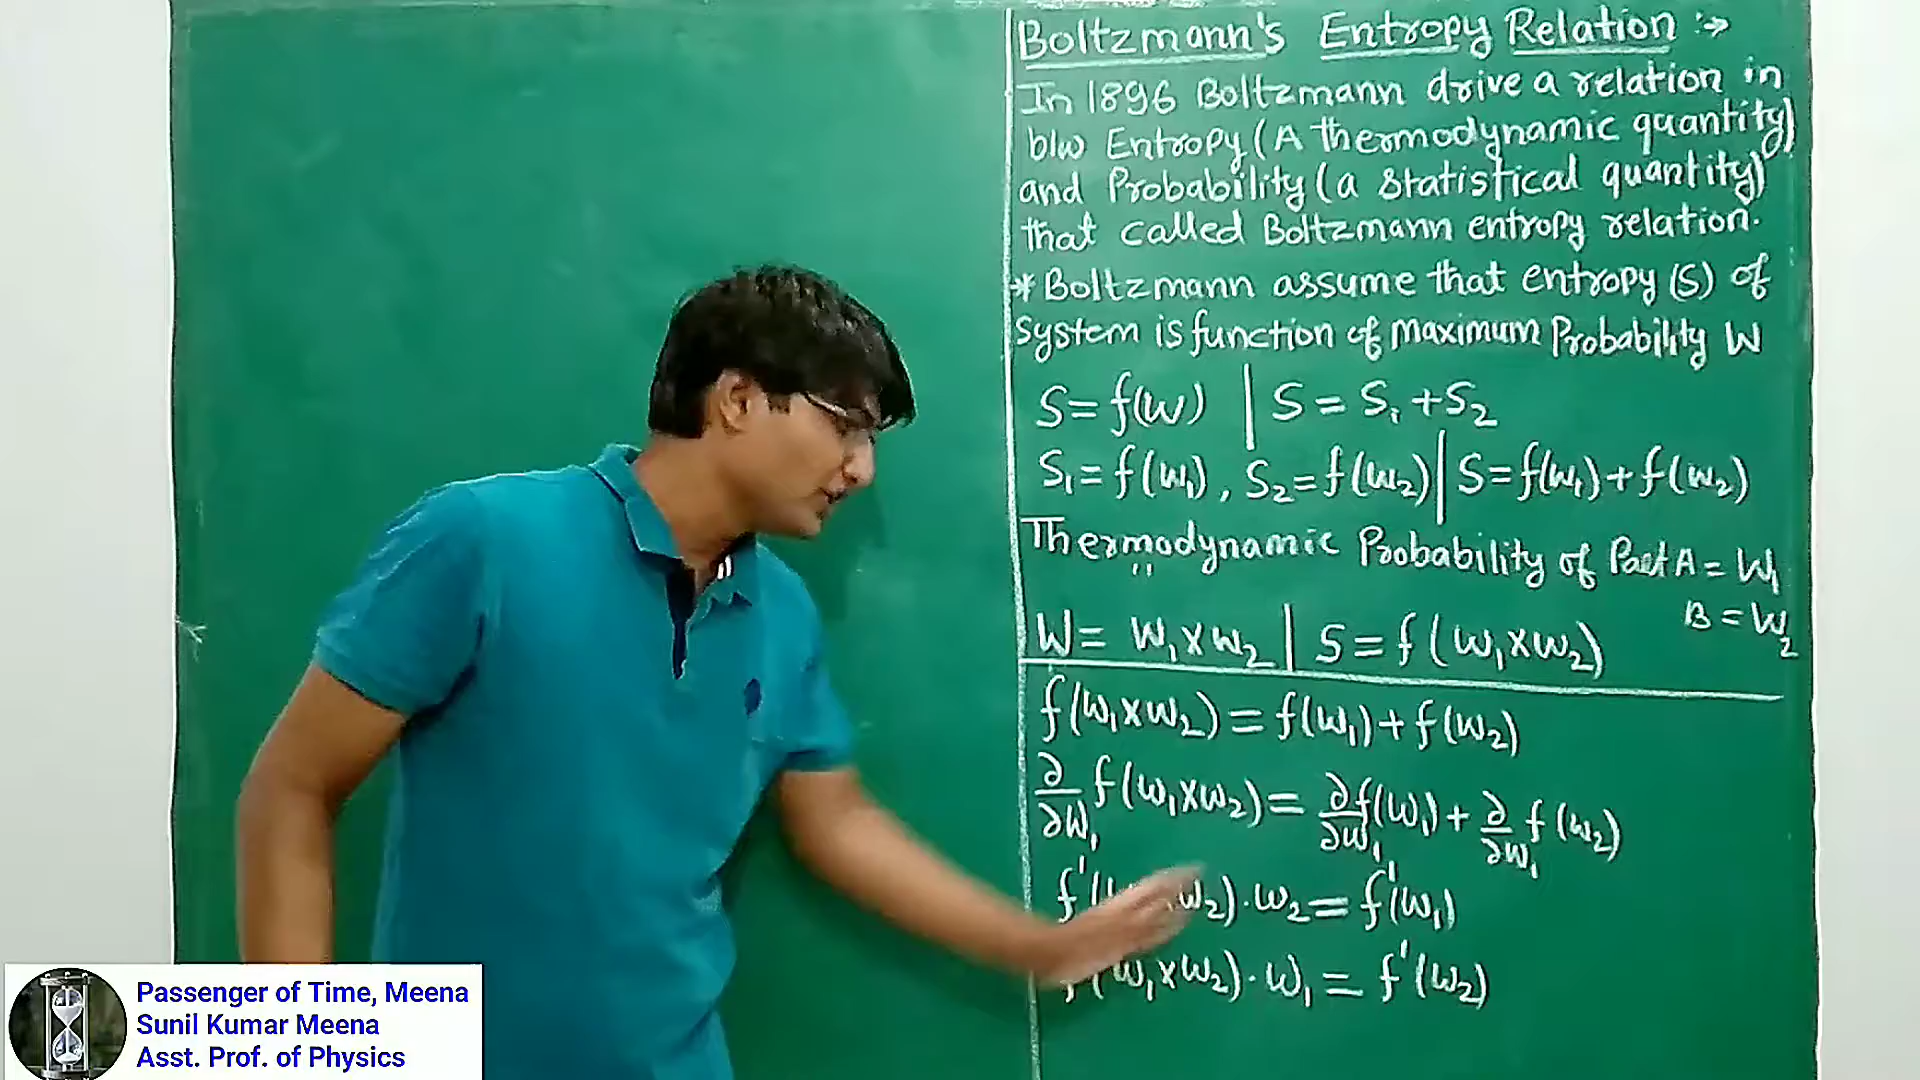 Boltzmann's Entropy Relation :→
In 1896 Boltzmann drive a relation in
b/w Entropy (A thermodynamic quantity)
and Probability (a statistical quantity)
that called Boltzmann entropy relation.
* Boltzmann assume that entropy (S) of
system is function of maximum Probability W
S = f(W) | S = S₁ + S₂
S₁ = f(W₁), S₂ = f(W₂) | S = f(W₁) + f(W₂)
Thermodynamic Probability of Part A = W₁
" B = W₂
W = W₁ × W₂ | S = f(W₁ × W₂)
f(W₁ × W₂) = f(W₁) + f(W₂)
∂/∂W₁ f(W₁ × W₂) = ∂/∂W₁ f(W₁) + ∂/∂W₁ f(W₂)
f'( W₂) · W₂ = f'(W₁)
(W₁ × W₂) · W₁ = f'(W₂)
Passenger of Time, Meena
Sunil Kumar Meena
Asst. Prof. of Physics